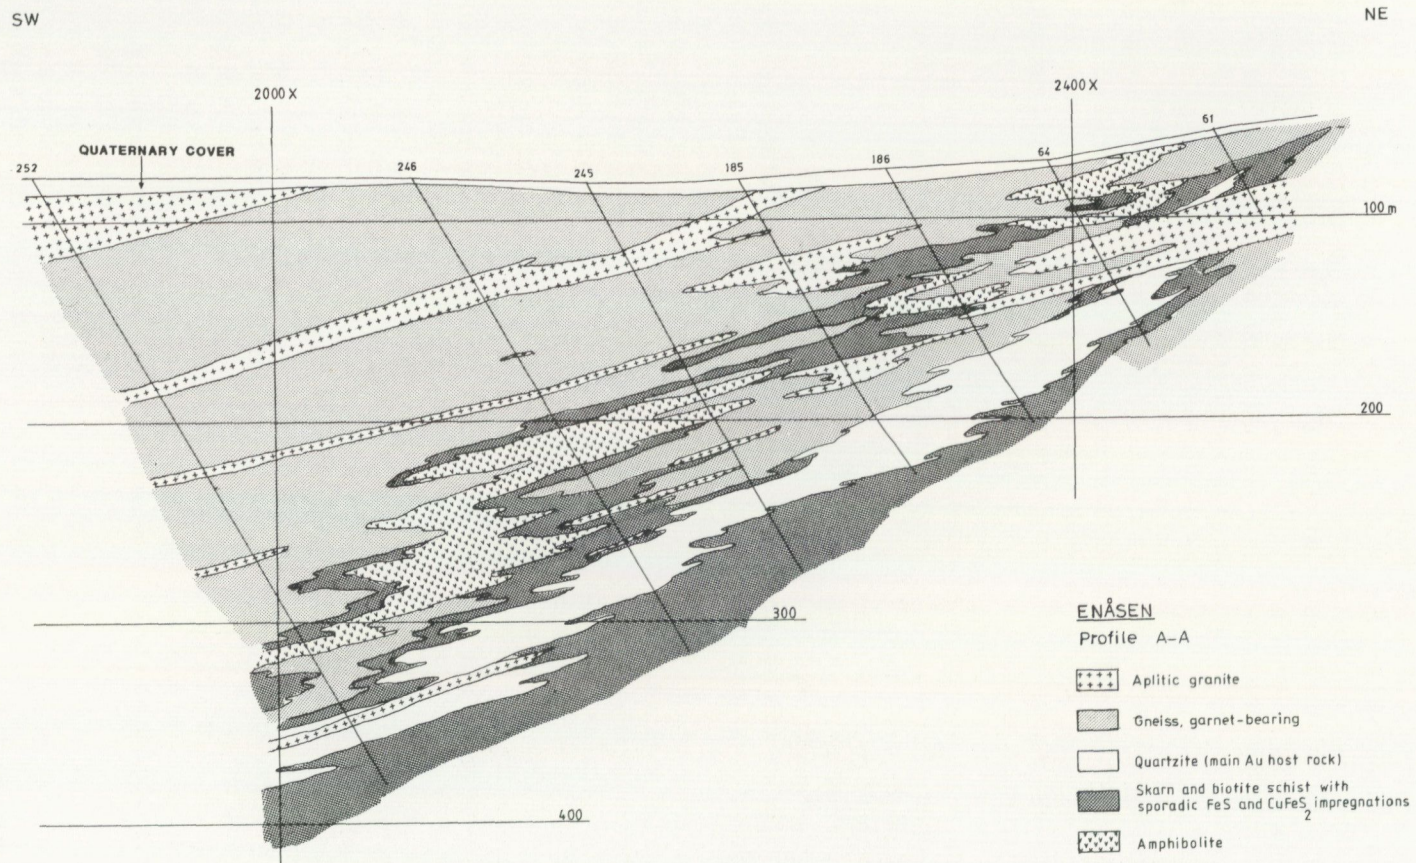 SW
NE
2000 X
2400 X
QUATERNARY COVER
252
246
245
185
186
64
61
100 m
200
300
400
ENÅSEN
Profile A-A
Aplitic granite
Gneiss, garnet-bearing
Quartzite (main Au host rock)
Skarn and biotite schist with
sporadic FeS and CuFeS2 impregnations
Amphibolite